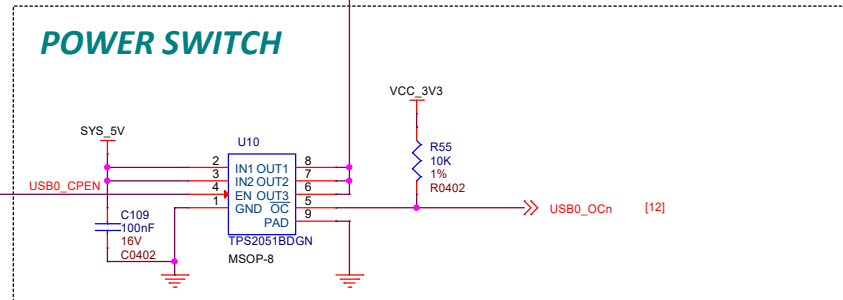 POWER SWITCH
VCC_3V3
SYS_5V
U10
R55
10K
1%
R0402
2 IN1 OUT1 8
3 IN2 OUT2 7
USB0_CPEN 4 EN OUT3 6
1 GND OC 5
PAD 9
USB0_OCn [12]
C109
100nF
16V
C0402
TPS2051BDGN
MSOP-8